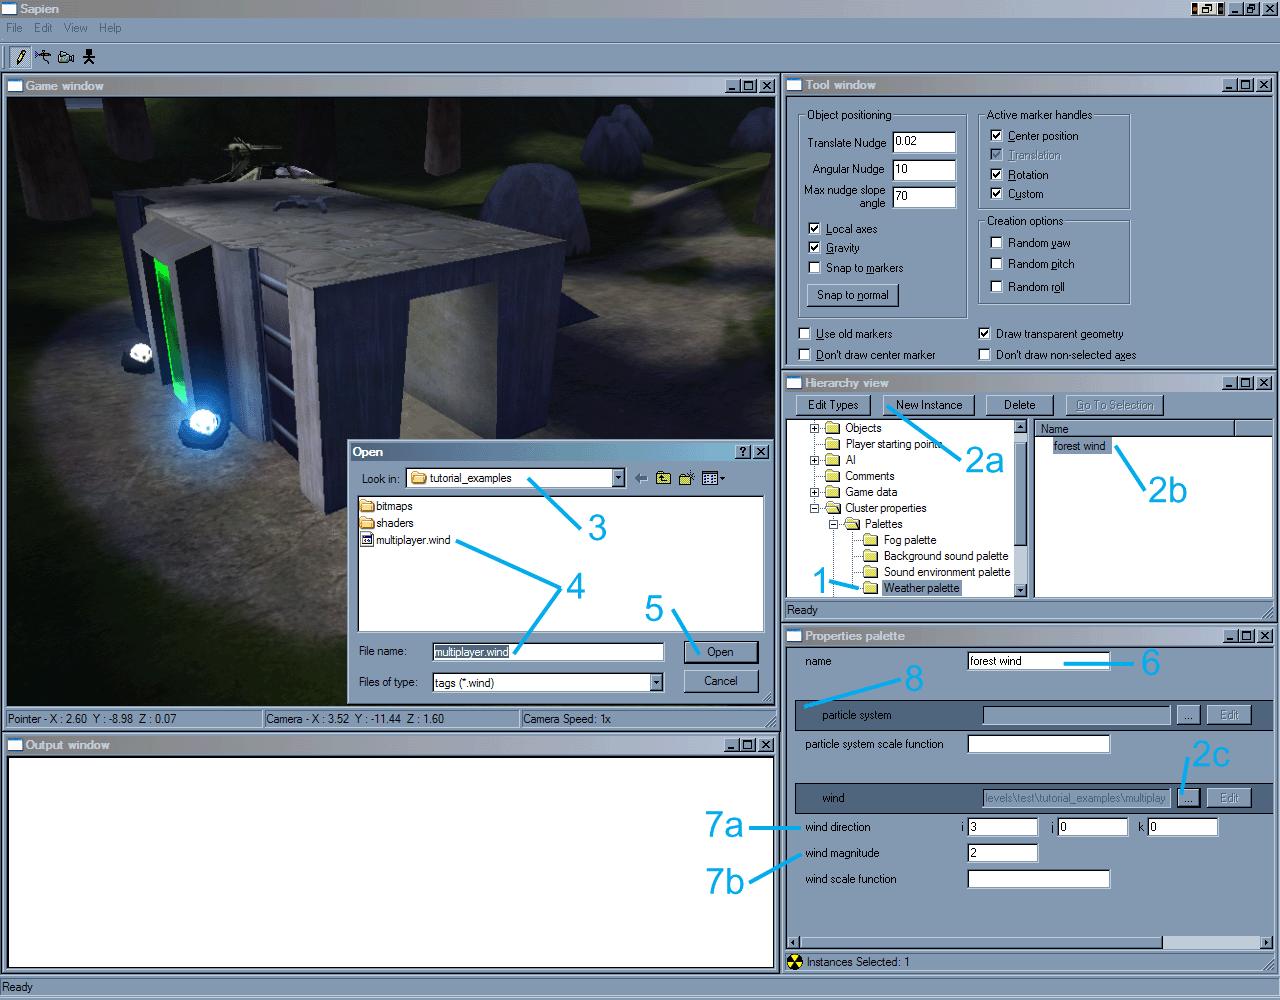 Sapien
File Edit View Help
Game window
Pointer - X : 2.60 Y : -8.98 Z : 0.07
Camera - X : 3.52 Y : -11.44 Z : 1.60
Camera Speed: 1x
Open
Look in:
tutorial_examples
3
bitmaps
shaders
multiplayer.wind
4
5
File name:
multiplayer.wind
Open
Files of type:
tags (*.wind)
Cancel
Output window
Tool window
Object positioning
Translate Nudge 0.02
Angular Nudge 10
Max nudge slope
angle
70
Local axes
Gravity
Snap to markers
Snap to normal
Use old markers
Don't draw center marker
Active marker handles
Center position
Translation
Rotation
Custom
Creation options
Random yaw
Random pitch
Random roll
Draw transparent geometry
Don't draw non-selected axes
Hierarchy view
Edit Types New Instance Delete Go To Selection
2a
Objects
Player starting points
AI
Comments
Game data
Cluster properties
Palettes
Fog palette
Background sound palette
Sound environment palette
1
Weather palette
Name
forest wind
2b
Ready
Properties palette
name forest wind
6
8
particle system ... Edit
particle system scale function
2c
wind levels\test\tutorial_examples\multiplay ... Edit
7a
wind direction i 3 j 0 k 0
7b
wind magnitude 2
wind scale function
Instances Selected: 1
Ready